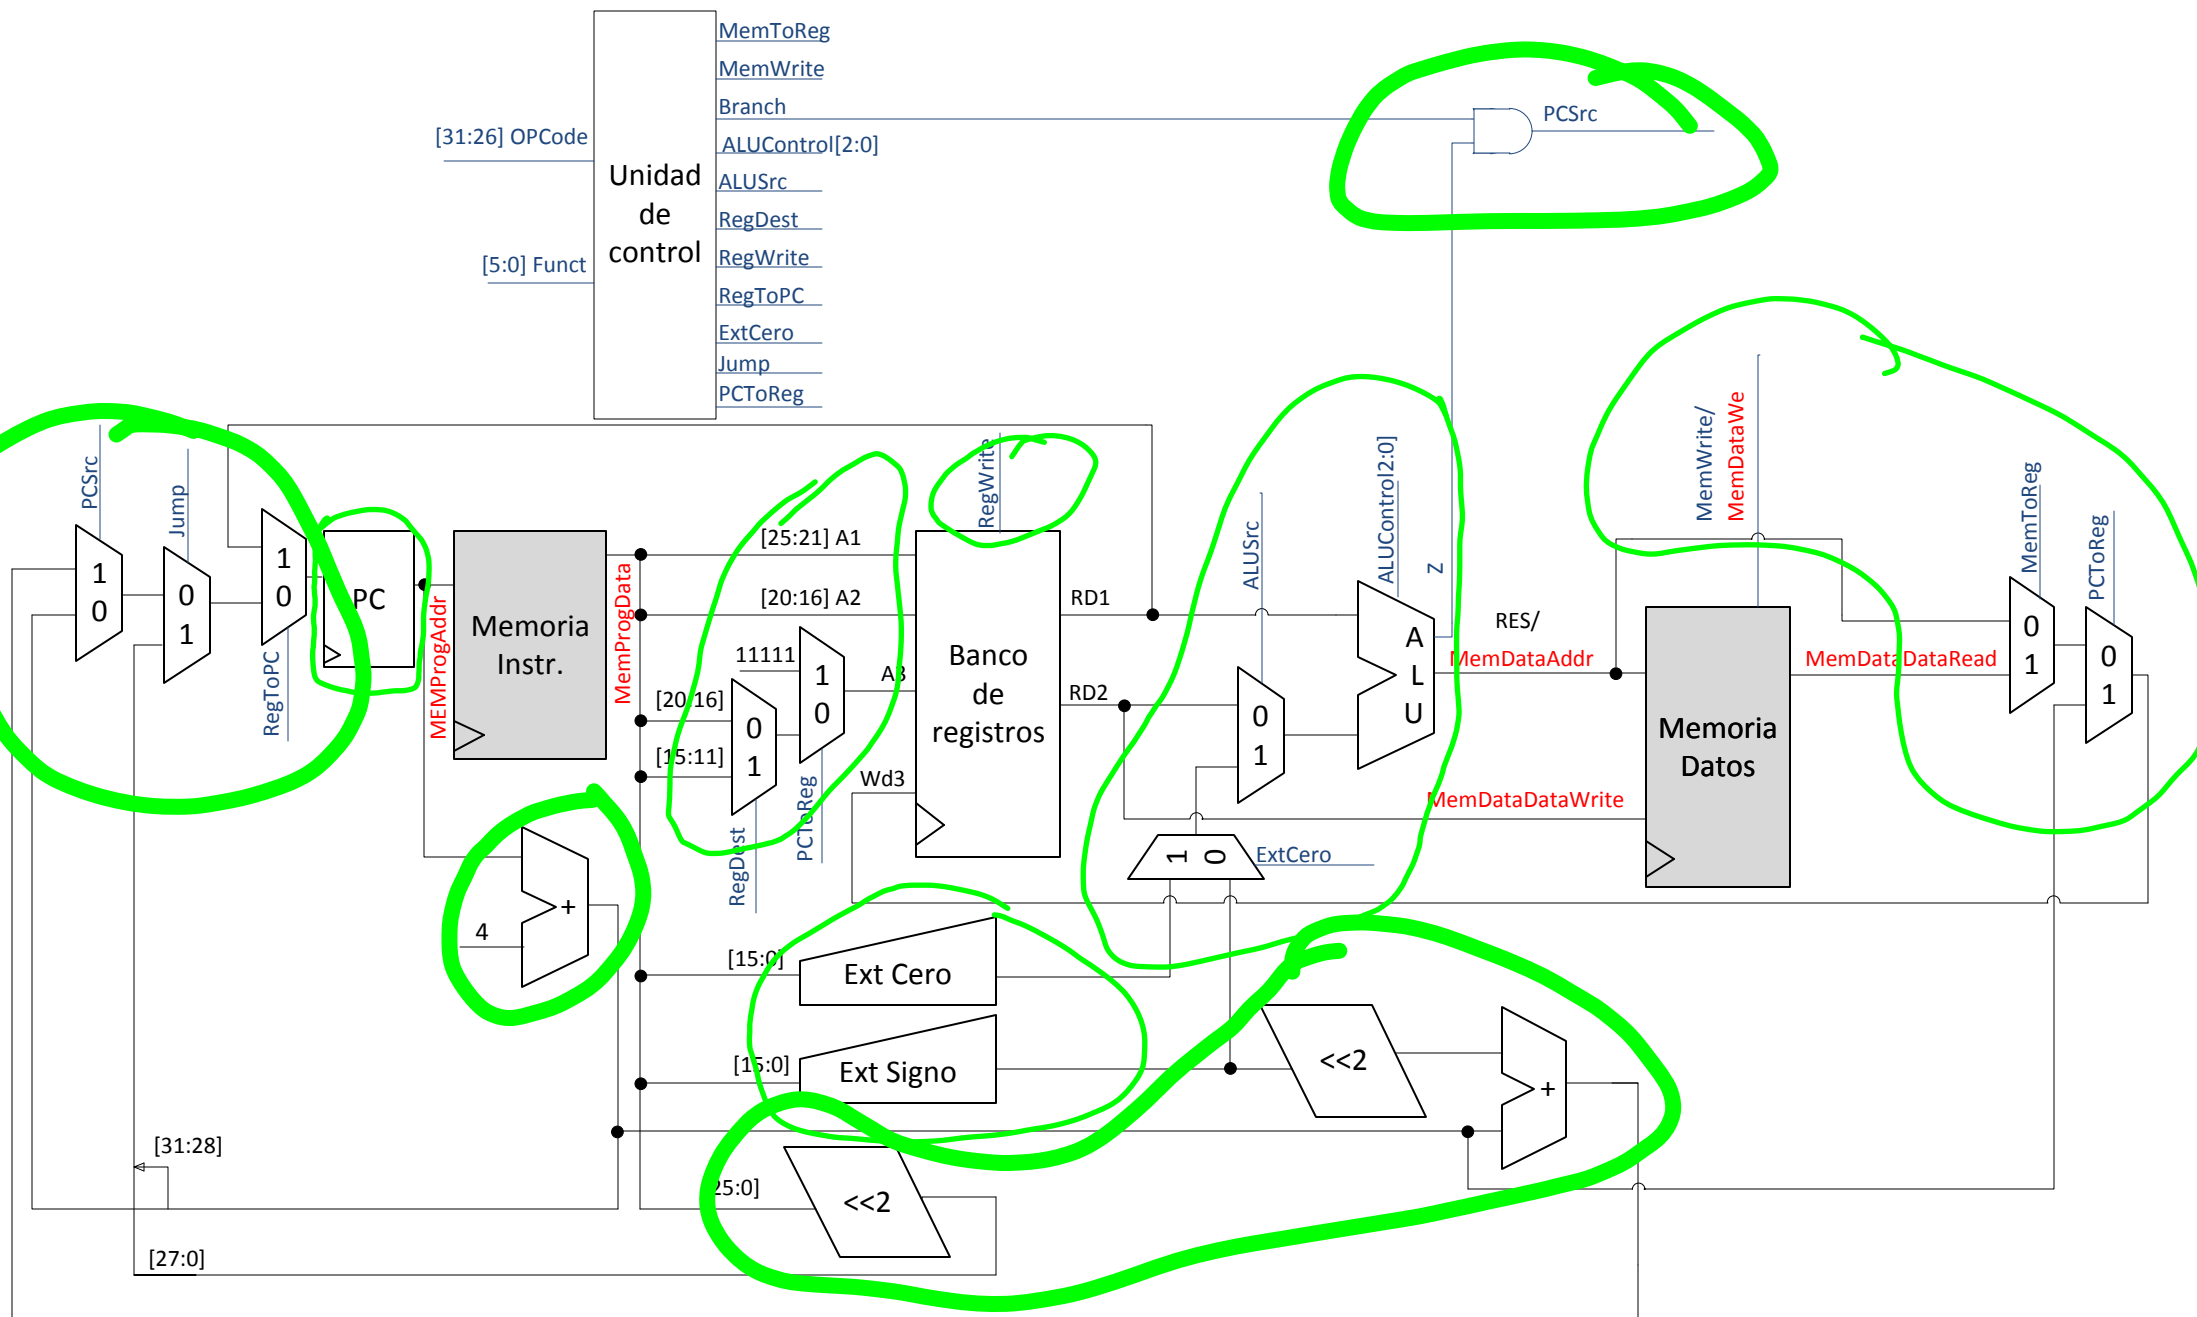 MemToReg
MemWrite
Branch
ALUControl[2:0]
ALUSrc
RegDest
RegWrite
RegToPC
ExtCero
Jump
PCToReg
[31:26] OPCode
[5:0] Funct
Unidad
de
control
PCSrc
PCSrc
Jump
RegToPC
1
0
0
1
1
0
PC
MEMProgAddr
Memoria
Instr.
MemProgData
[25:21] A1
[20:16] A2
11111
A3
[20:16]
[15:11]
0
1
1
0
RegDest
PCToReg
Wd3
RegWrite
Banco
de
registros
RD1
RD2
ALUSrc
ALUControl2:0]
Z
0
1
A
L
U
1
0
ExtCero
RES/
MemDataAddr
MemDataDataWrite
MemWrite/
MemDataWe
Memoria
Datos
MemDataDataRead
MemToReg
PCToReg
0
1
0
1
4
+
[15:0]
Ext Cero
[15:0]
Ext Signo
<<2
+
[31:28]
25:0]
<<2
[27:0]